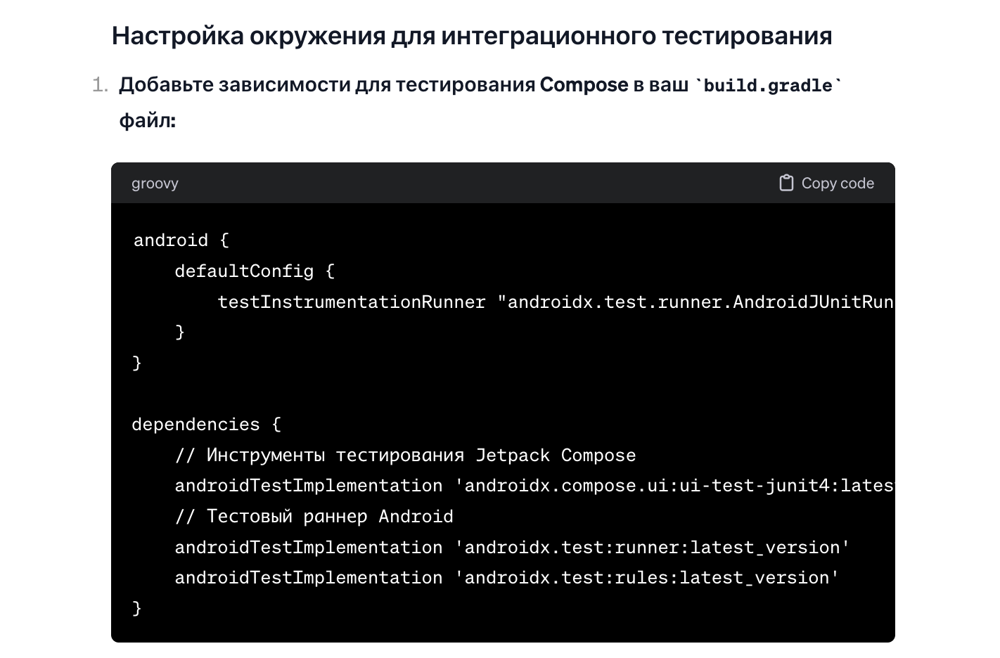 Настройка окружения для интеграционного тестирования
1. Добавьте зависимости для тестирования Compose в ваш `build.gradle`
файл:
groovy Copy code
android {
    defaultConfig {
        testInstrumentationRunner "androidx.test.runner.AndroidJUnitRun
    }
}

dependencies {
    // Инструменты тестирования Jetpack Compose
    androidTestImplementation 'androidx.compose.ui:ui-test-junit4:lates
    // Тестовый раннер Android
    androidTestImplementation 'androidx.test:runner:latest_version'
    androidTestImplementation 'androidx.test:rules:latest_version'
}